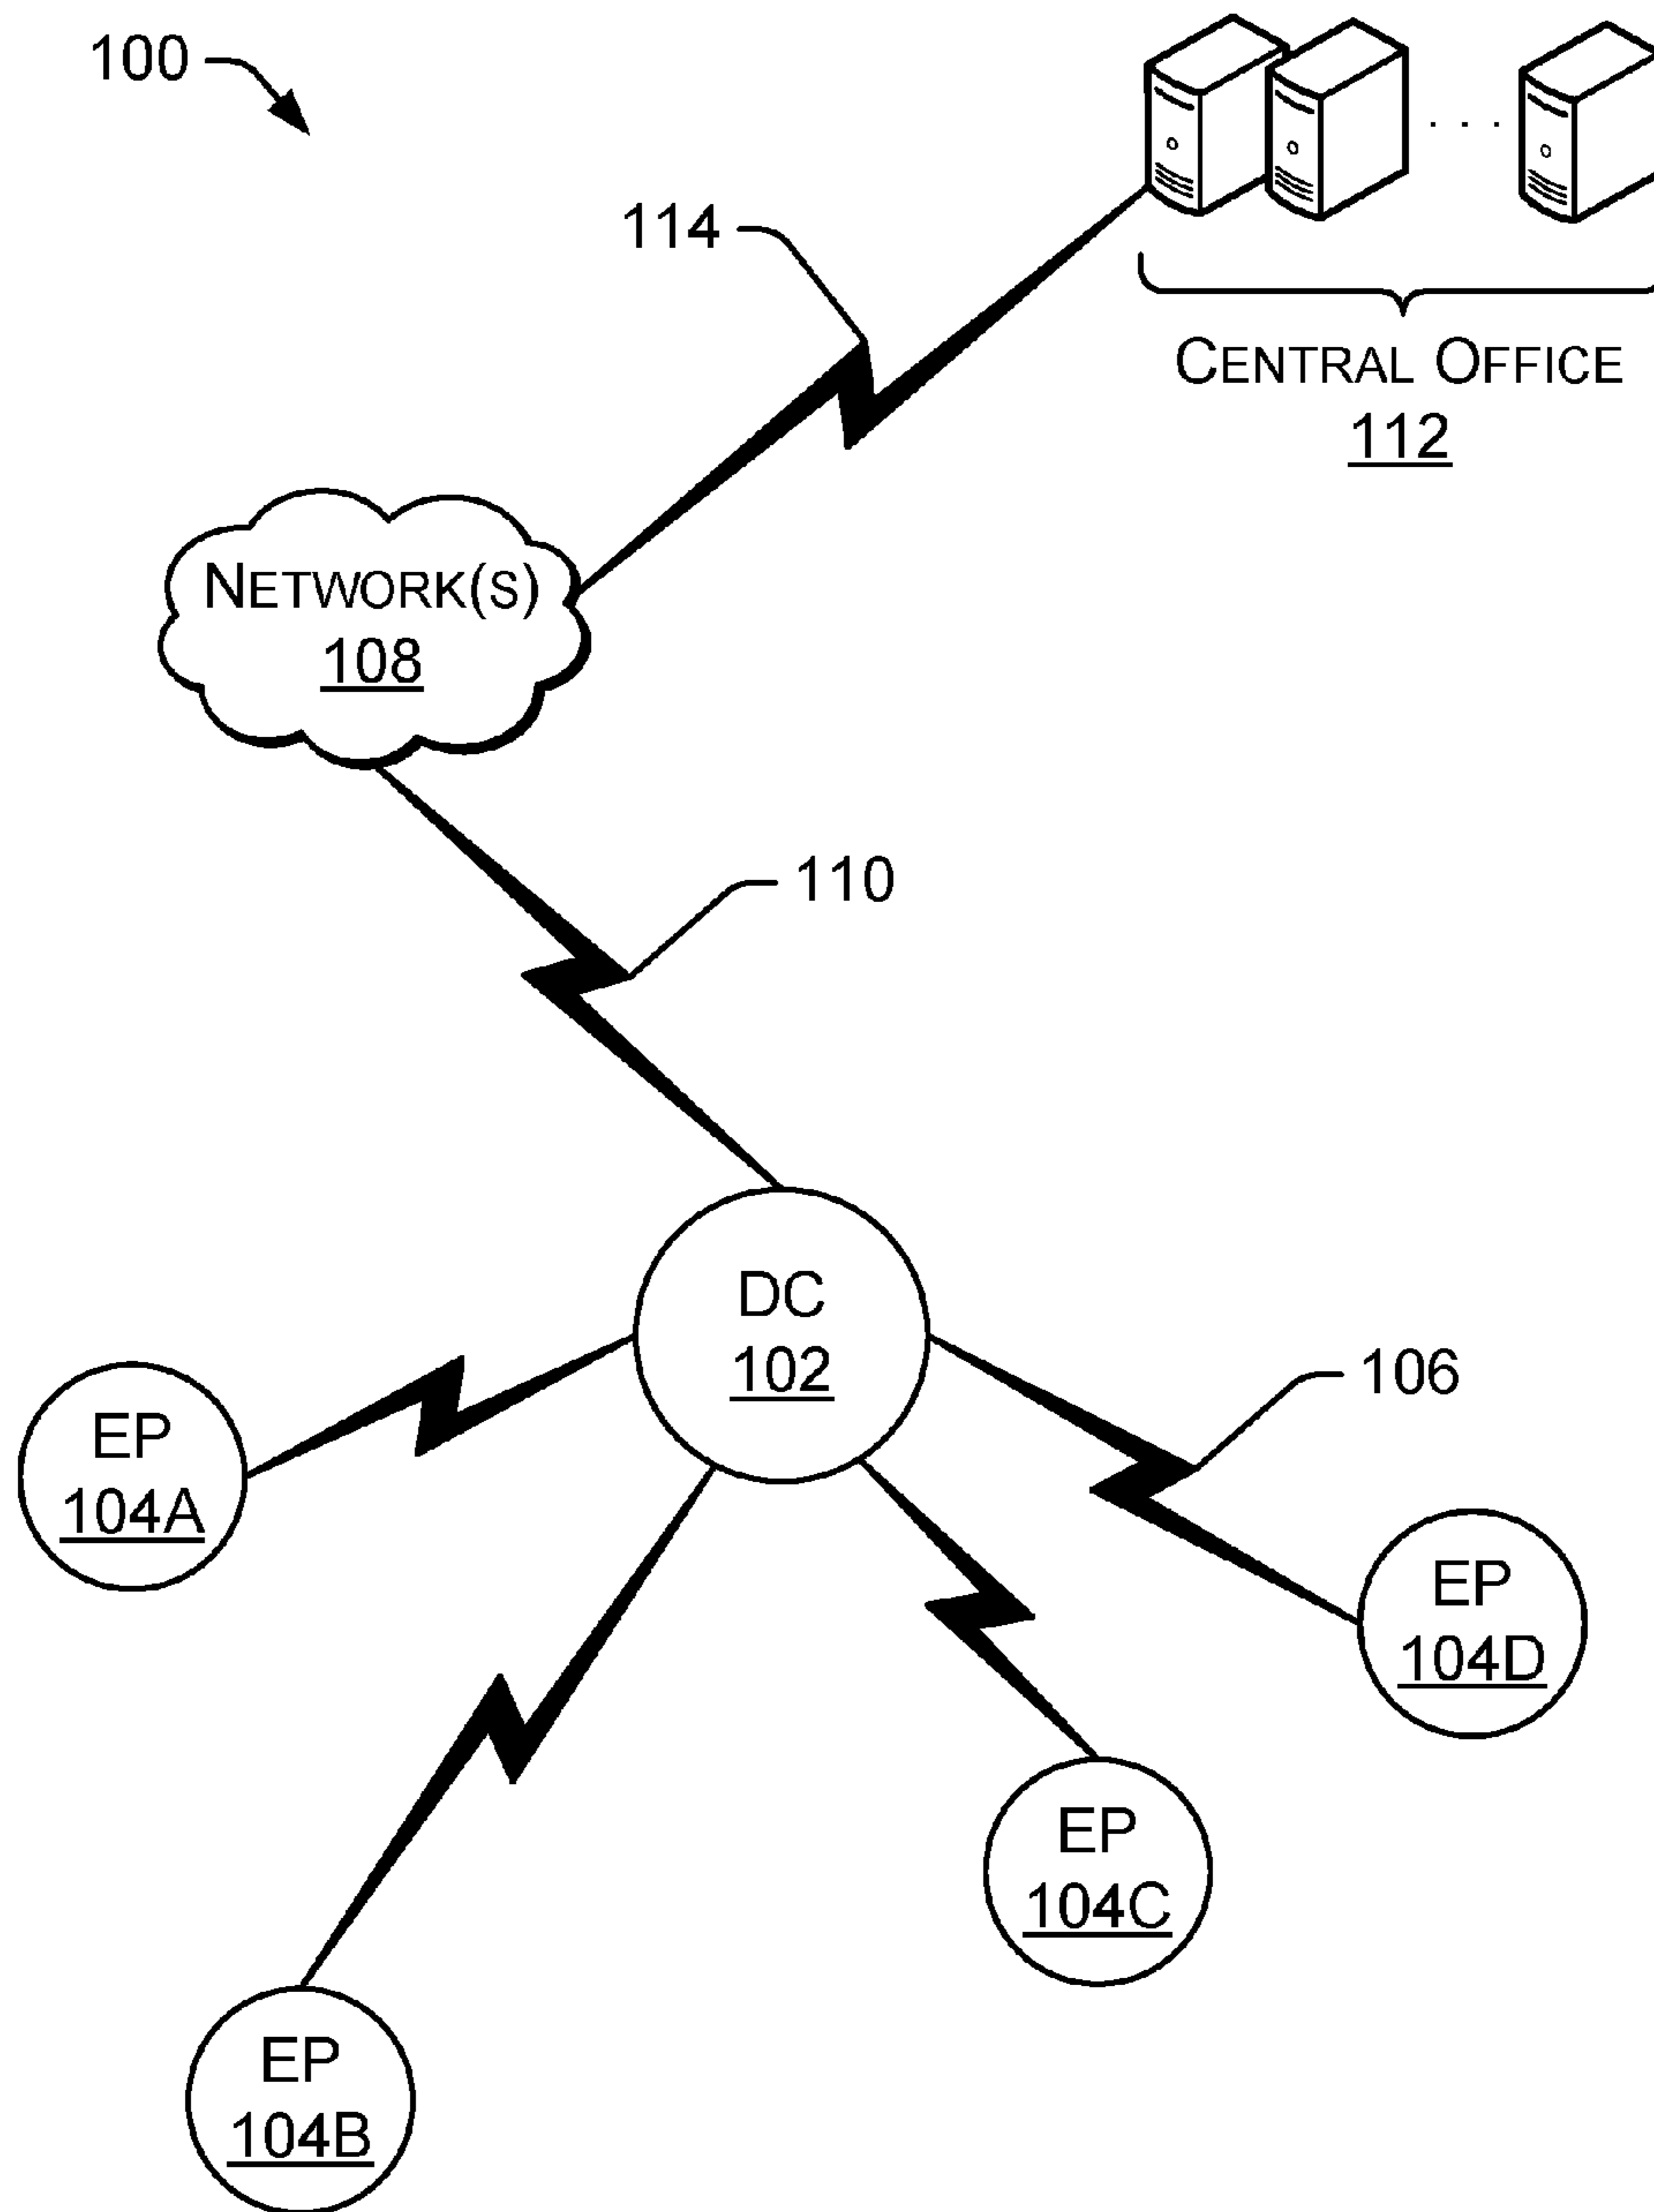 100
114
CENTRAL OFFICE
112
NETWORK(S)
108
110
DC
102
106
EP
104A
EP
104D
EP
104C
EP
104B